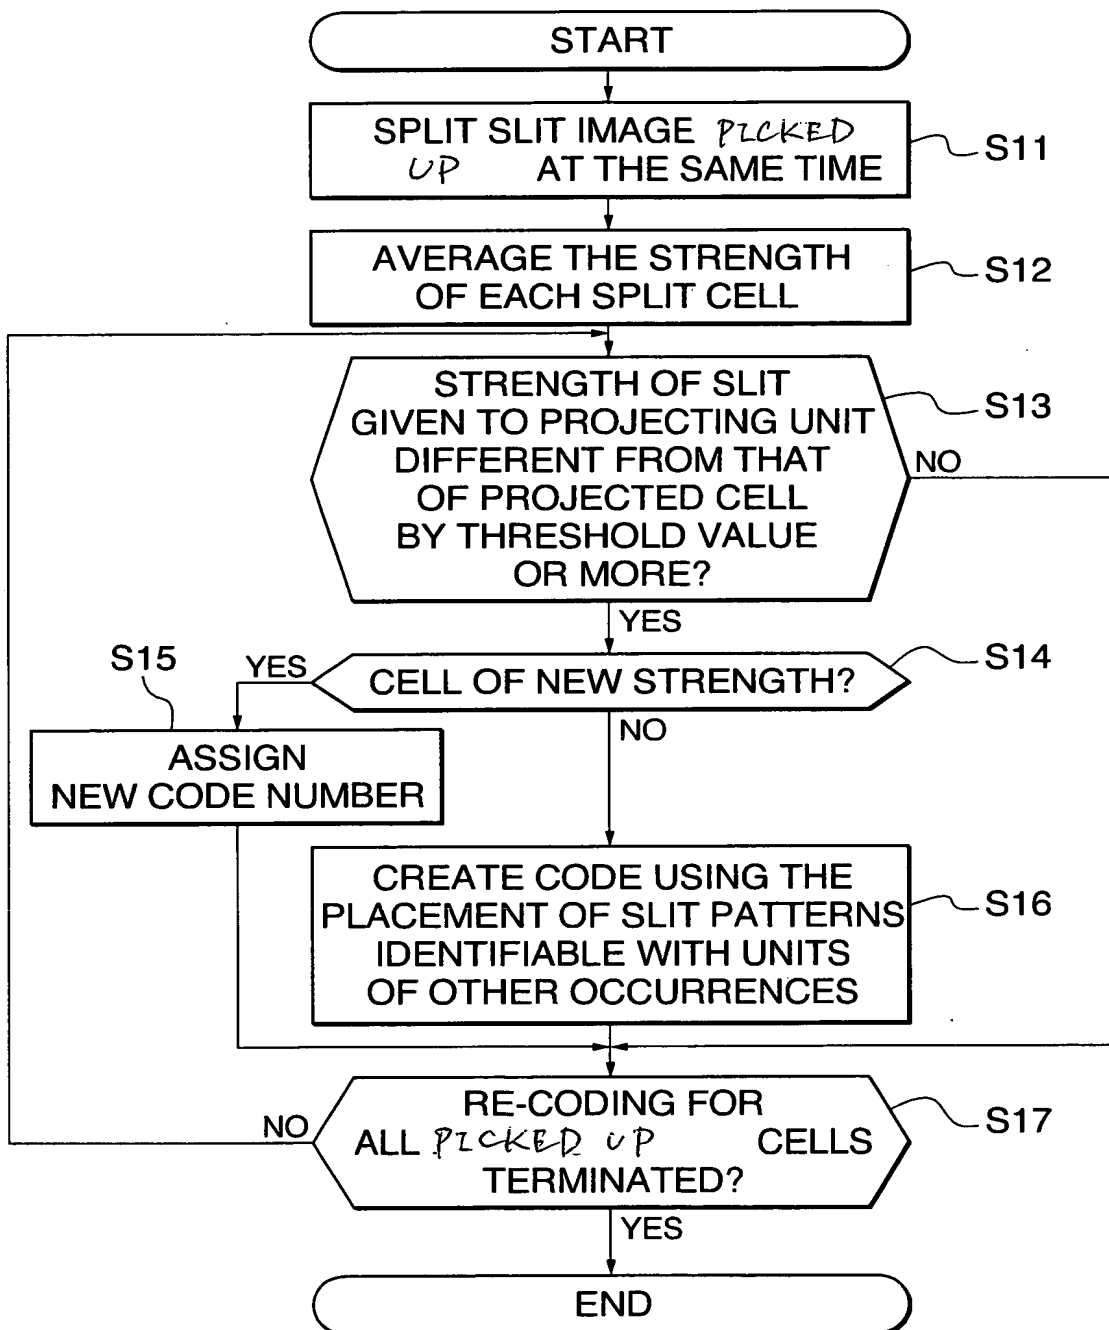 START
SPLIT SLIT IMAGE PICKED
UP AT THE SAME TIME
S11
AVERAGE THE STRENGTH
OF EACH SPLIT CELL
S12
STRENGTH OF SLIT
GIVEN TO PROJECTING UNIT
DIFFERENT FROM THAT
OF PROJECTED CELL
BY THRESHOLD VALUE
OR MORE?
S13
NO
YES
CELL OF NEW STRENGTH?
S14
YES
S15
NO
ASSIGN
NEW CODE NUMBER
CREATE CODE USING THE
PLACEMENT OF SLIT PATTERNS
IDENTIFIABLE WITH UNITS
OF OTHER OCCURRENCES
S16
RE-CODING FOR
ALL PICKED UP CELLS
TERMINATED?
S17
NO
YES
END